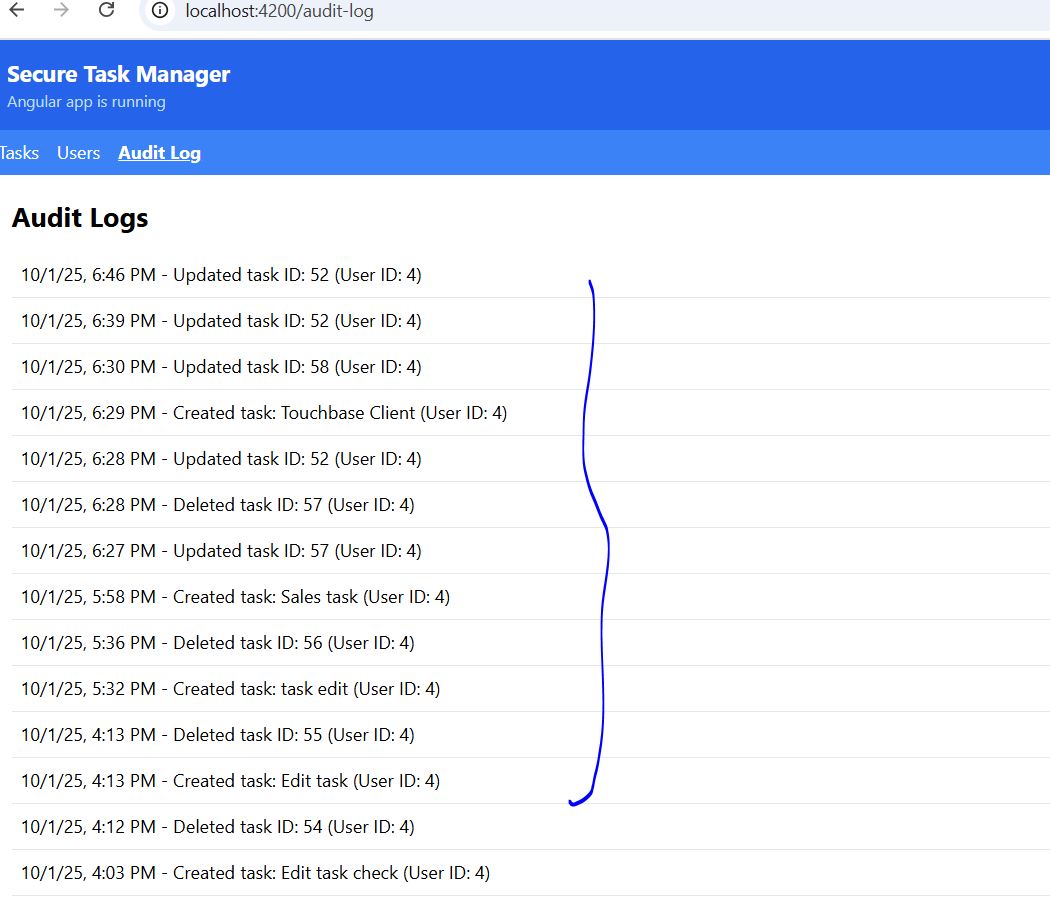 localhost:4200/audit-log
Secure Task Manager
Angular app is running
Tasks Users Audit Log
Audit Logs
10/1/25, 6:46 PM - Updated task ID: 52 (User ID: 4)
10/1/25, 6:39 PM - Updated task ID: 52 (User ID: 4)
10/1/25, 6:30 PM - Updated task ID: 58 (User ID: 4)
10/1/25, 6:29 PM - Created task: Touchbase Client (User ID: 4)
10/1/25, 6:28 PM - Updated task ID: 52 (User ID: 4)
10/1/25, 6:28 PM - Deleted task ID: 57 (User ID: 4)
10/1/25, 6:27 PM - Updated task ID: 57 (User ID: 4)
10/1/25, 5:58 PM - Created task: Sales task (User ID: 4)
10/1/25, 5:36 PM - Deleted task ID: 56 (User ID: 4)
10/1/25, 5:32 PM - Created task: task edit (User ID: 4)
10/1/25, 4:13 PM - Deleted task ID: 55 (User ID: 4)
10/1/25, 4:13 PM - Created task: Edit task (User ID: 4)
10/1/25, 4:12 PM - Deleted task ID: 54 (User ID: 4)
10/1/25, 4:03 PM - Created task: Edit task check (User ID: 4)